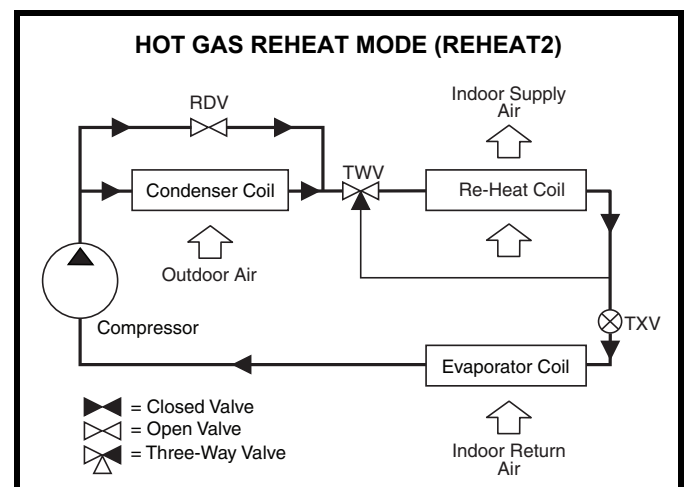 HOT GAS REHEAT MODE (REHEAT2)
RDV
Indoor Supply
Air
TWV
Condenser Coil
Re-Heat Coil
Outdoor Air
Compressor
TXV
Evaporator Coil
= Closed Valve
= Open Valve
= Three-Way Valve
Indoor Return
Air